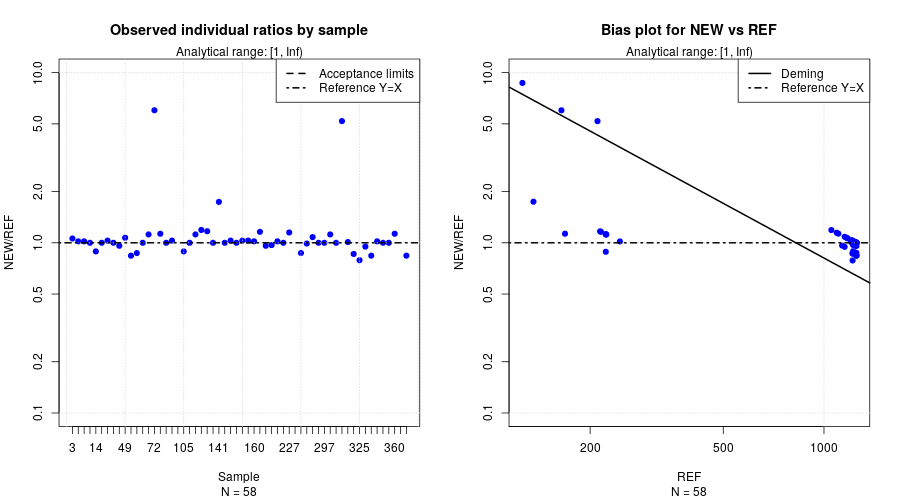 Observed individual ratios by sample
Analytical range: [1, Inf)
Acceptance limits
Reference Y=X
NEW/REF
10.0
5.0
2.0
1.0
0.5
0.2
0.1
3 14 49 72 105 141 160 227 297 325 360
Sample
N = 58
Bias plot for NEW vs REF
Analytical range: [1, Inf)
Deming
Reference Y=X
NEW/REF
10.0
5.0
2.0
1.0
0.5
0.2
0.1
200 500 1000
REF
N = 58